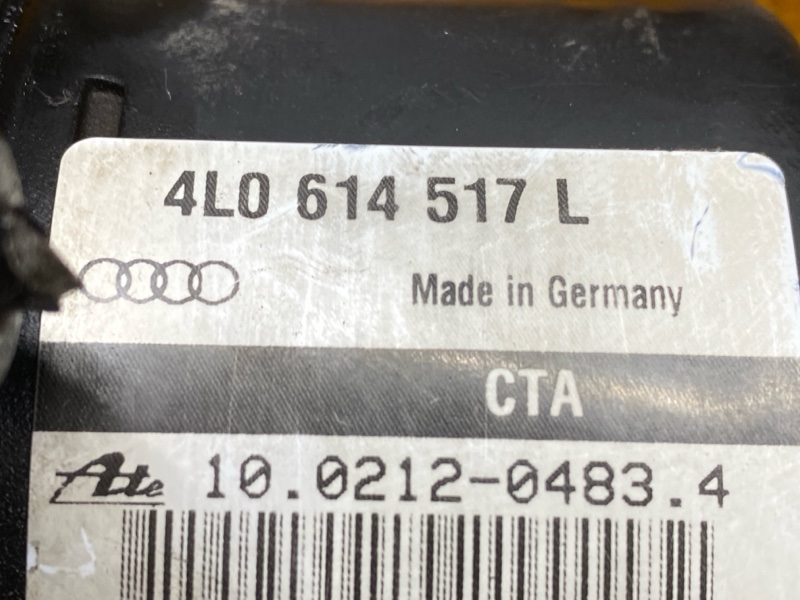 4L0 614 517 L
Made in Germany
CTA
Ate 10.0212-0483.4